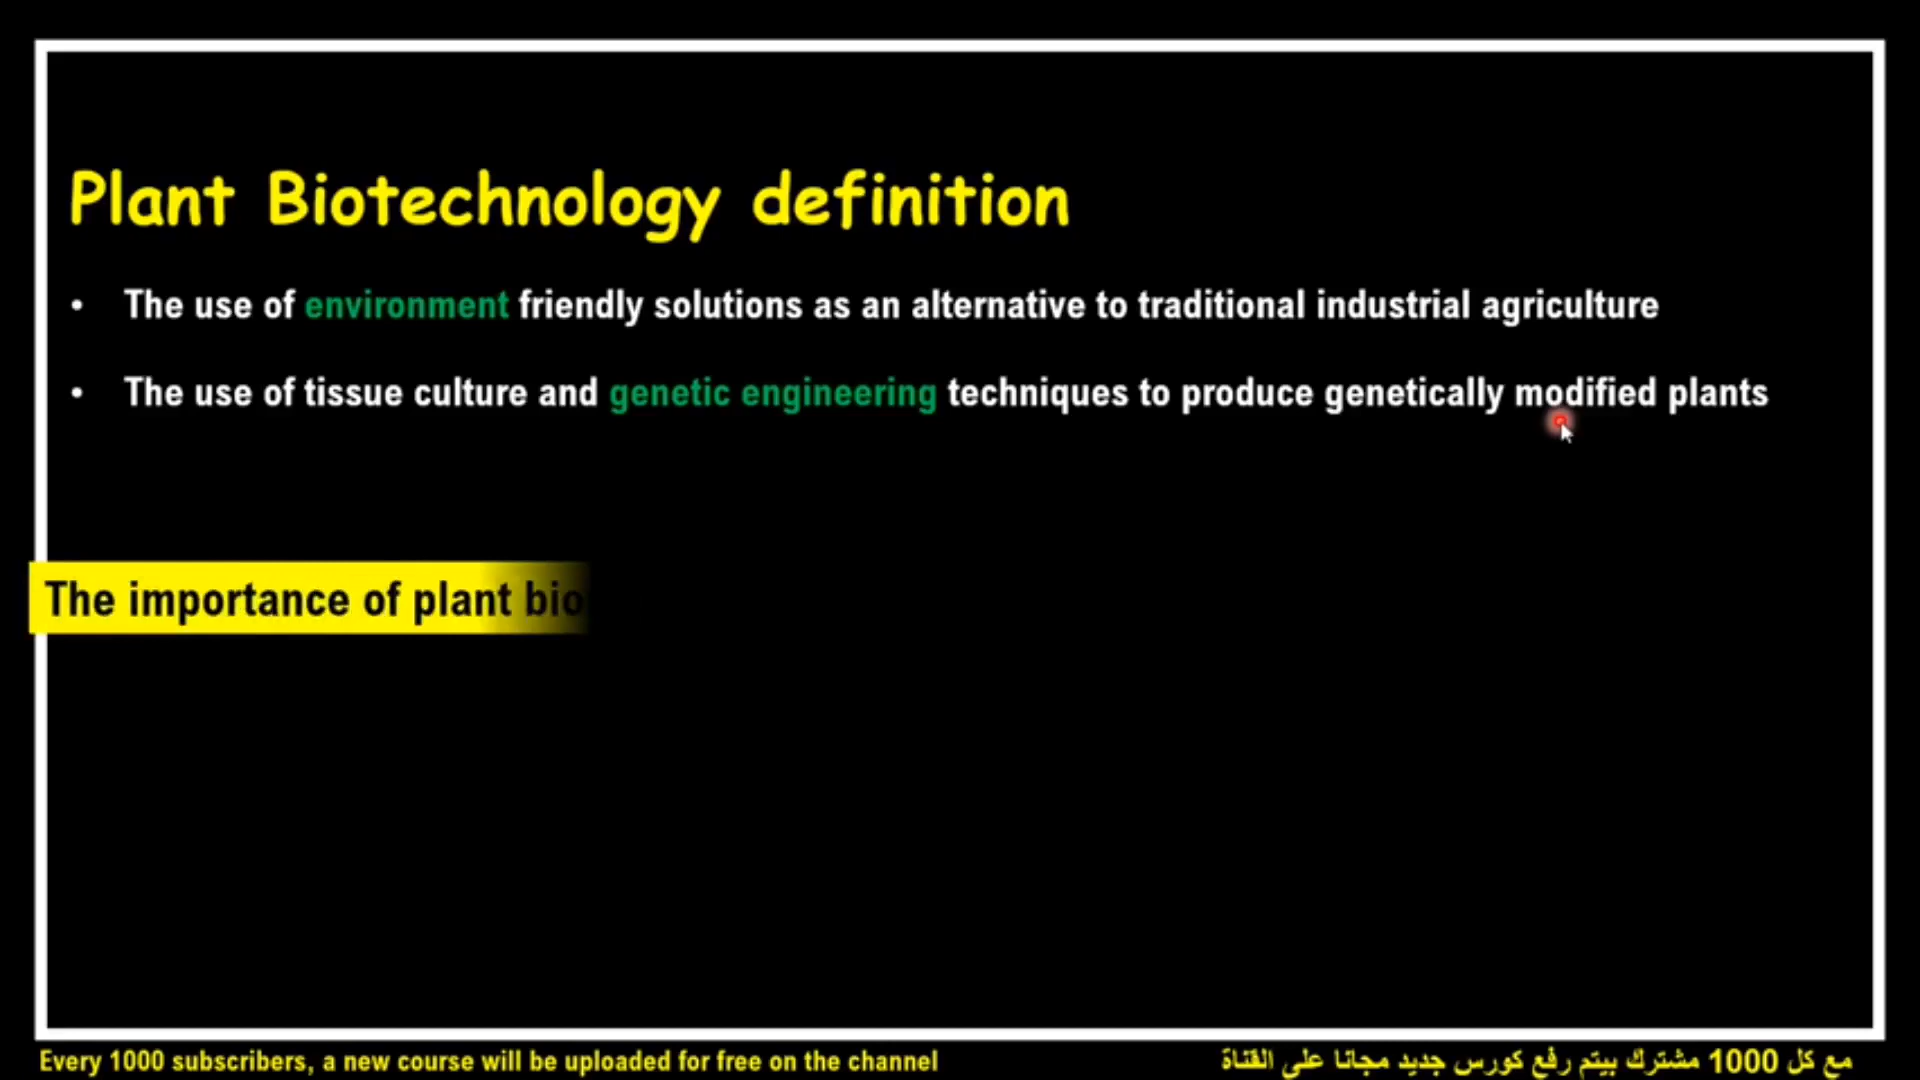 Plant Biotechnology definition
• The use of environment friendly solutions as an alternative to traditional industrial agriculture
• The use of tissue culture and genetic engineering techniques to produce genetically modified plants
The importance of plant bio
Every 1000 subscribers, a new course will be uploaded for free on the channel
مع كل 1000 مشترك بيتم رفع كورس جديد مجانا على القناة